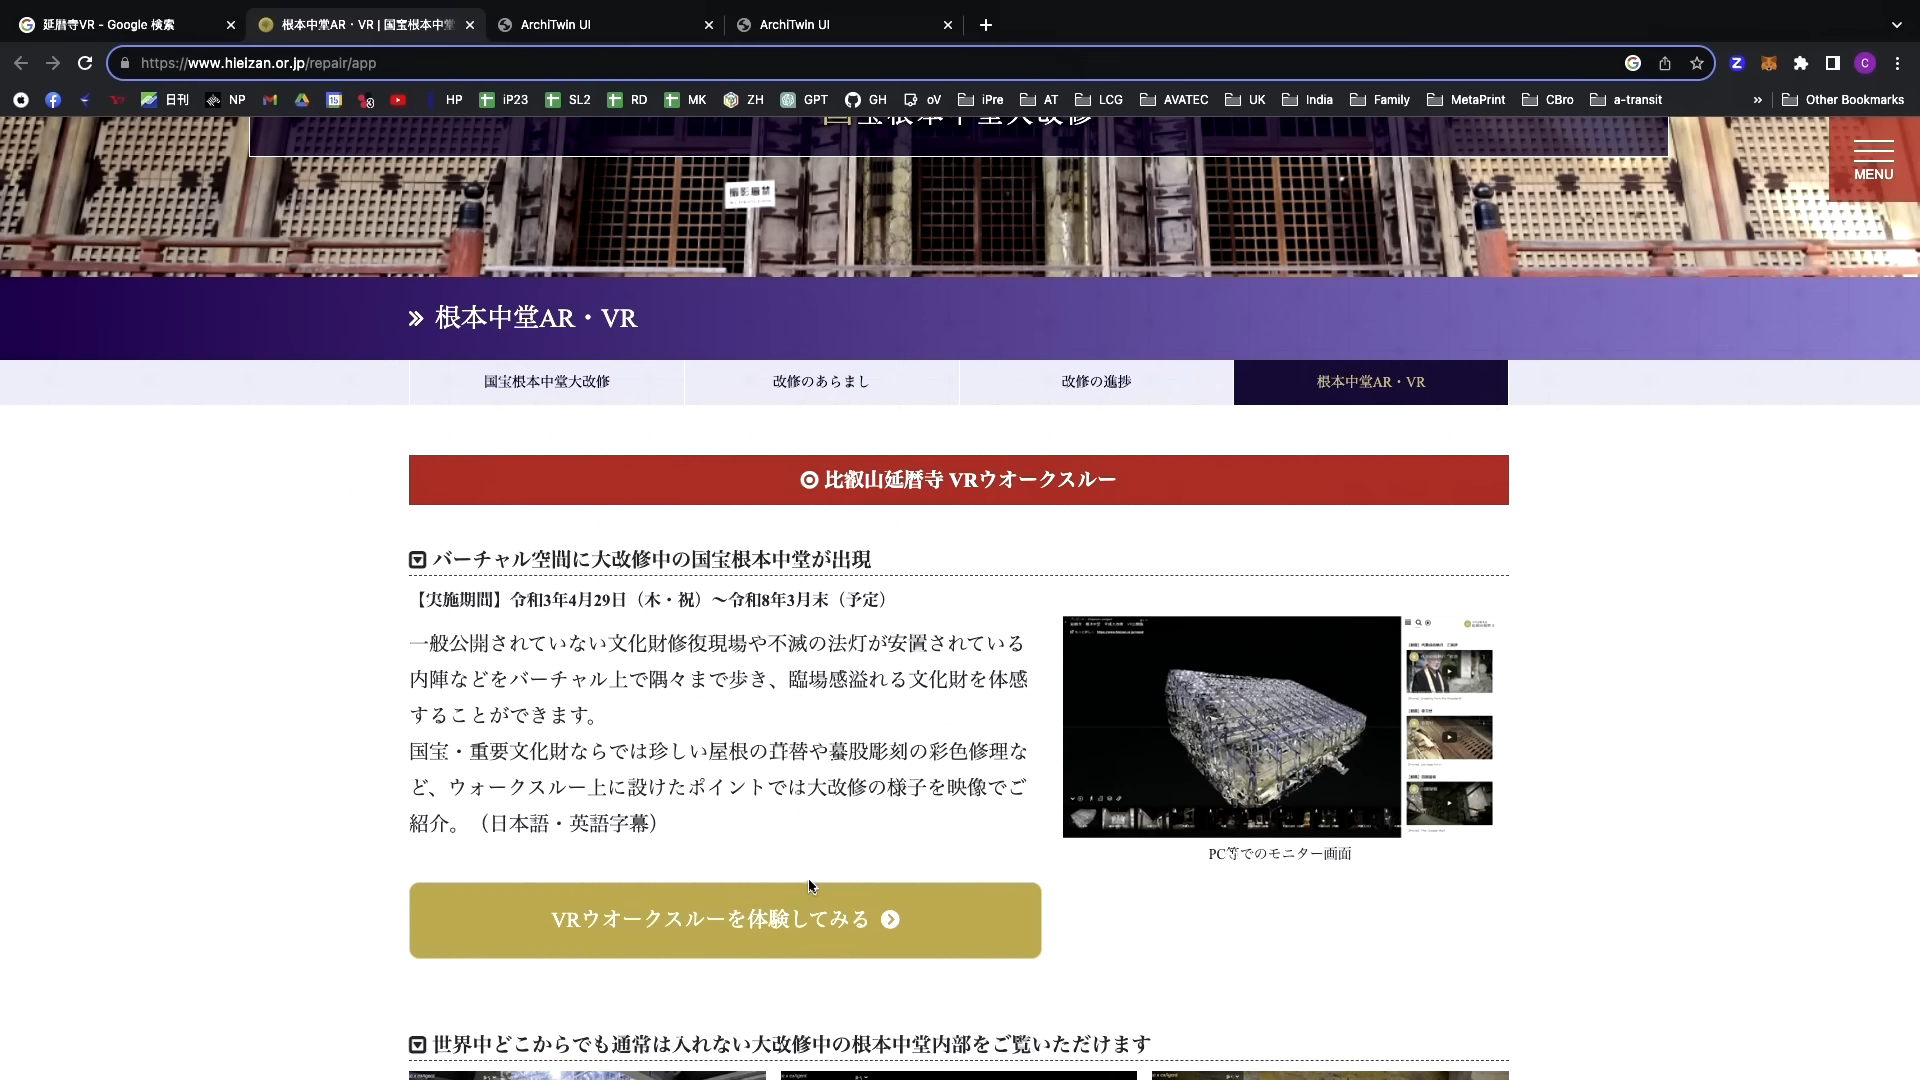 延暦寺VR - Google 検索
根本中堂AR・VR | 国宝根本中堂
ArchiTwin UI
ArchiTwin UI
https://www.hieizan.or.jp/repair/app
日刊
NP
HP
iP23
SL2
RD
MK
ZH
GPT
GH
oV
iPre
AT
LCG
AVATEC
UK
India
Family
MetaPrint
CBro
a-transit
Other Bookmarks
国宝根本中堂大改修
MENU
撮影厳禁
根本中堂AR・VR
国宝根本中堂大改修
改修のあらまし
改修の進捗
根本中堂AR・VR
比叡山延暦寺 VRウオークスルー
バーチャル空間に大改修中の国宝根本中堂が出現
【実施期間】令和3年4月29日（木・祝）〜令和8年3月末（予定）
一般公開されていない文化財修復現場や不滅の法灯が安置されている
内陣などをバーチャル上で隅々まで歩き、臨場感溢れる文化財を体感
することができます。
国宝・重要文化財ならでは珍しい屋根の葺替や蟇股彫刻の彩色修理な
ど、ウォークスルー上に設けたポイントでは大改修の様子を映像でご
紹介。（日本語・英語字幕）
PC等でのモニター画面
VRウオークスルーを体験してみる
世界中どこからでも通常は入れない大改修中の根本中堂内部をご覧いただけます